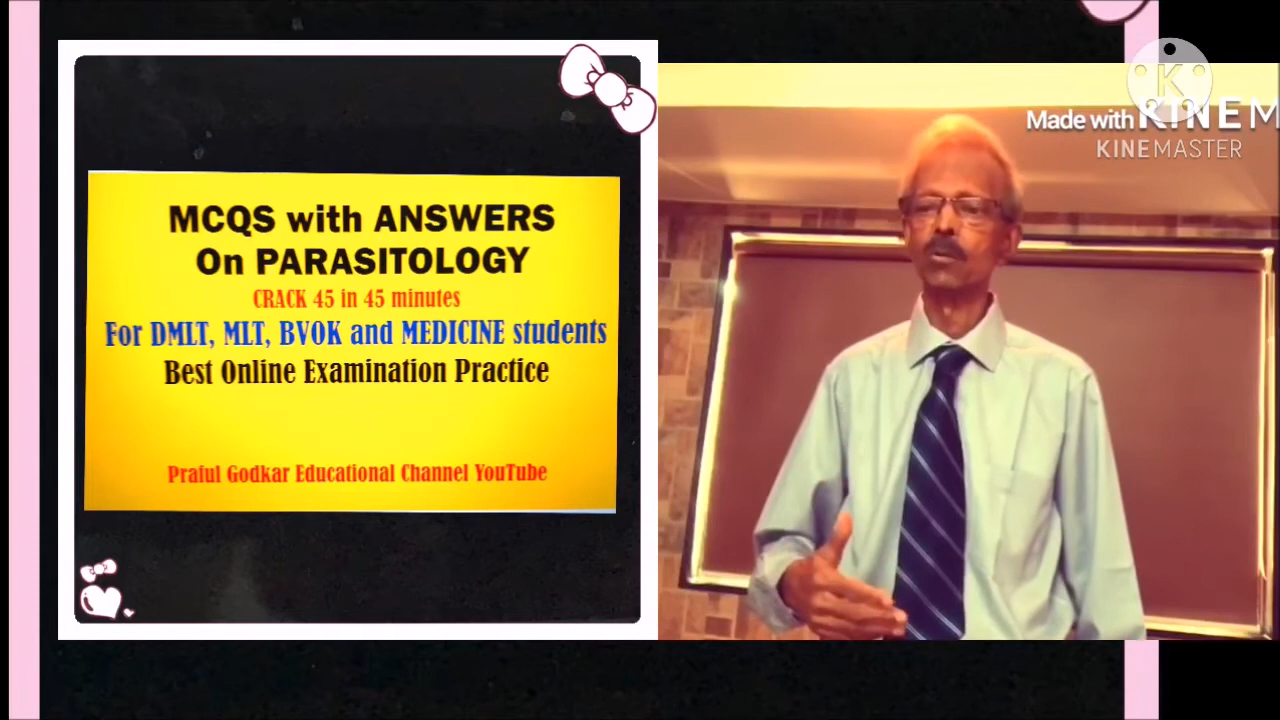 MCQS with ANSWERS
On PARASITOLOGY
CRACK 45 in 45 minutes
For DMLT, MLT, BVOK and MEDICINE students
Best Online Examination Practice
Praful Godkar Educational Channel YouTube
K
Made with KINEM
KINEMASTER